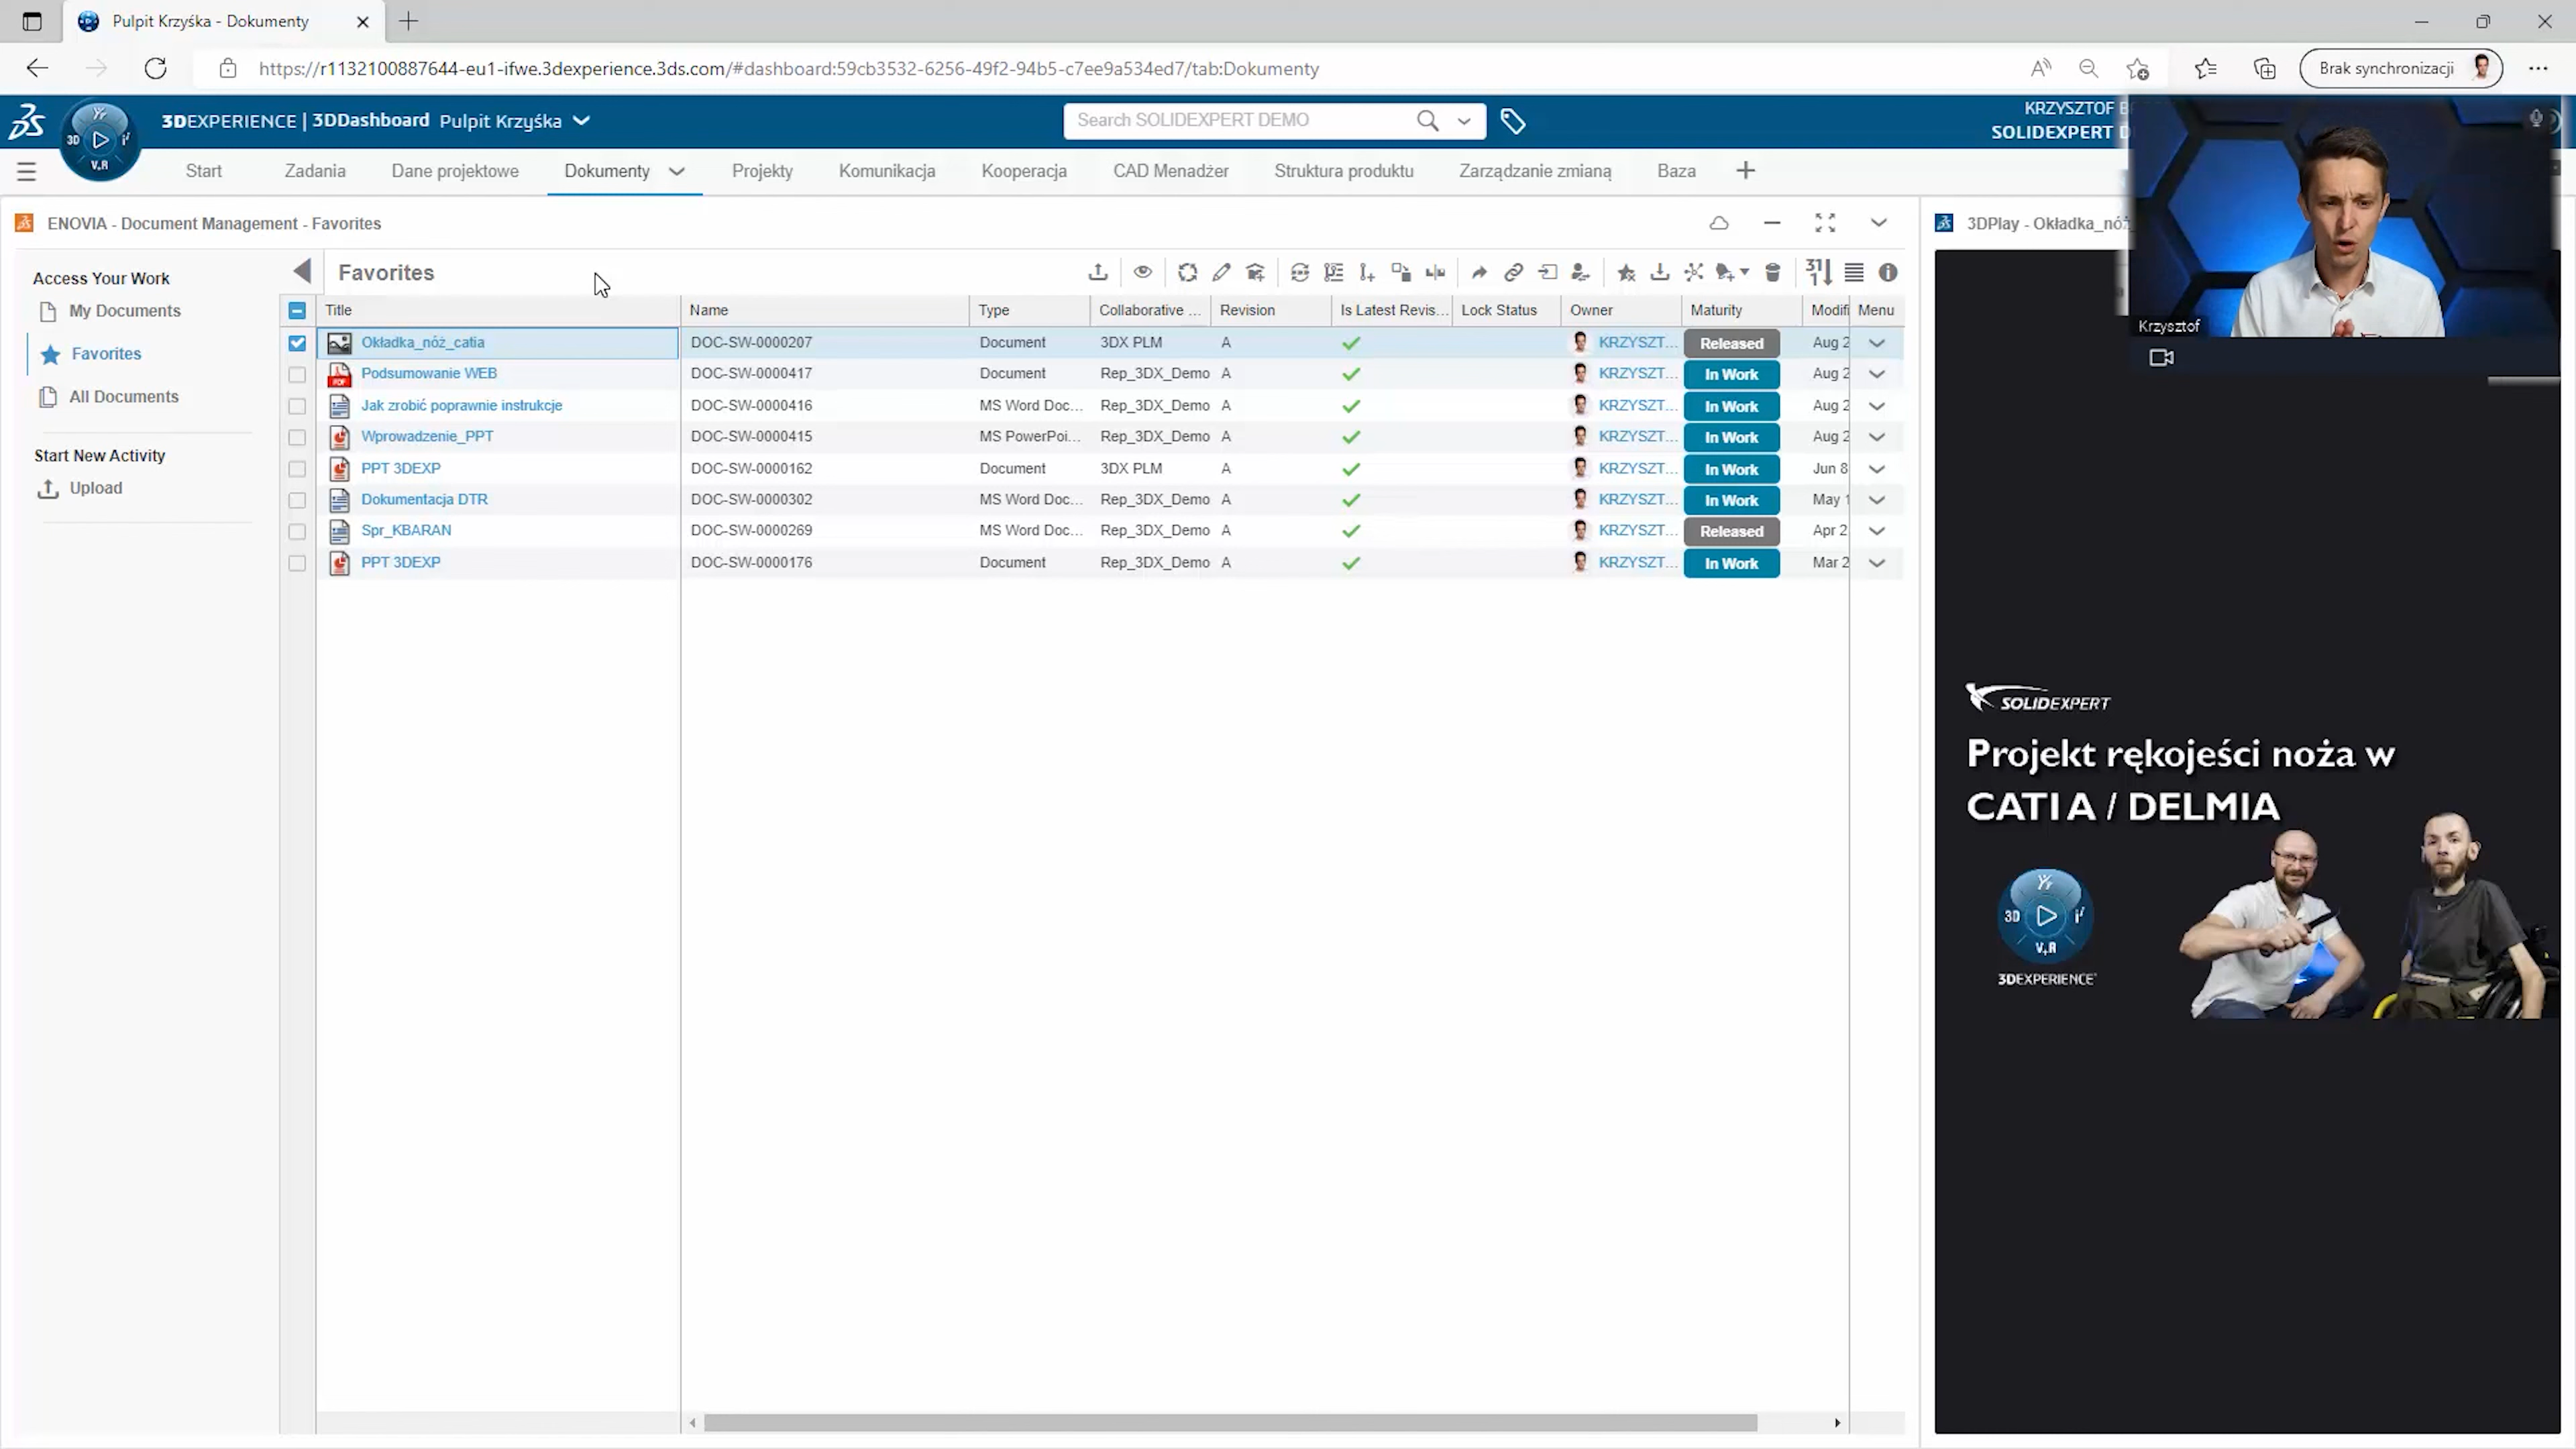 Pulpit Krzyśka - Dokumenty
https://r1132100887644-eu1-ifwe.3dexperience.3ds.com/#dashboard:59cb3532-6256-49f2-94b5-c7ee9a534ed7/tab:Dokumenty
Brak synchronizacji
3DEXPERIENCE | 3DDashboard Pulpit Krzyśka
Search SOLIDEXPERT DEMO
KRZYSZTOF B
SOLIDEXPERT D
3D V,R
Start Zadania Dane projektowe Dokumenty Projekty Komunikacja Kooperacja CAD Menadżer Struktura produktu Zarządzanie zmianą Baza
ENOVIA - Document Management - Favorites
3DPlay - Okładka_nóż
Krzysztof
Access Your Work
My Documents
Favorites
All Documents
Start New Activity
Upload
Favorites
Title Name Type Collaborative ... Revision Is Latest Revis... Lock Status Owner Maturity Modifi Menu
Okładka_nóż_catia DOC-SW-0000207 Document 3DX PLM A KRZYSZT... Released Aug 2
Podsumowanie WEB DOC-SW-0000417 Document Rep_3DX_Demo A KRZYSZT... In Work Aug 2
Jak zrobić poprawnie instrukcje DOC-SW-0000416 MS Word Doc... Rep_3DX_Demo A KRZYSZT... In Work Aug 2
Wprowadzenie_PPT DOC-SW-0000415 MS PowerPoi... Rep_3DX_Demo A KRZYSZT... In Work Aug 2
PPT 3DEXP DOC-SW-0000162 Document 3DX PLM A KRZYSZT... In Work Jun 8
Dokumentacja DTR DOC-SW-0000302 MS Word Doc... Rep_3DX_Demo A KRZYSZT... In Work May 1
Spr_KBARAN DOC-SW-0000269 MS Word Doc... Rep_3DX_Demo A KRZYSZT... Released Apr 2
PPT 3DEXP DOC-SW-0000176 Document Rep_3DX_Demo A KRZYSZT... In Work Mar 2
SOLIDEXPERT
Projekt rękojeści noża w
CATIA / DELMIA
3D V,R
3DEXPERIENCE